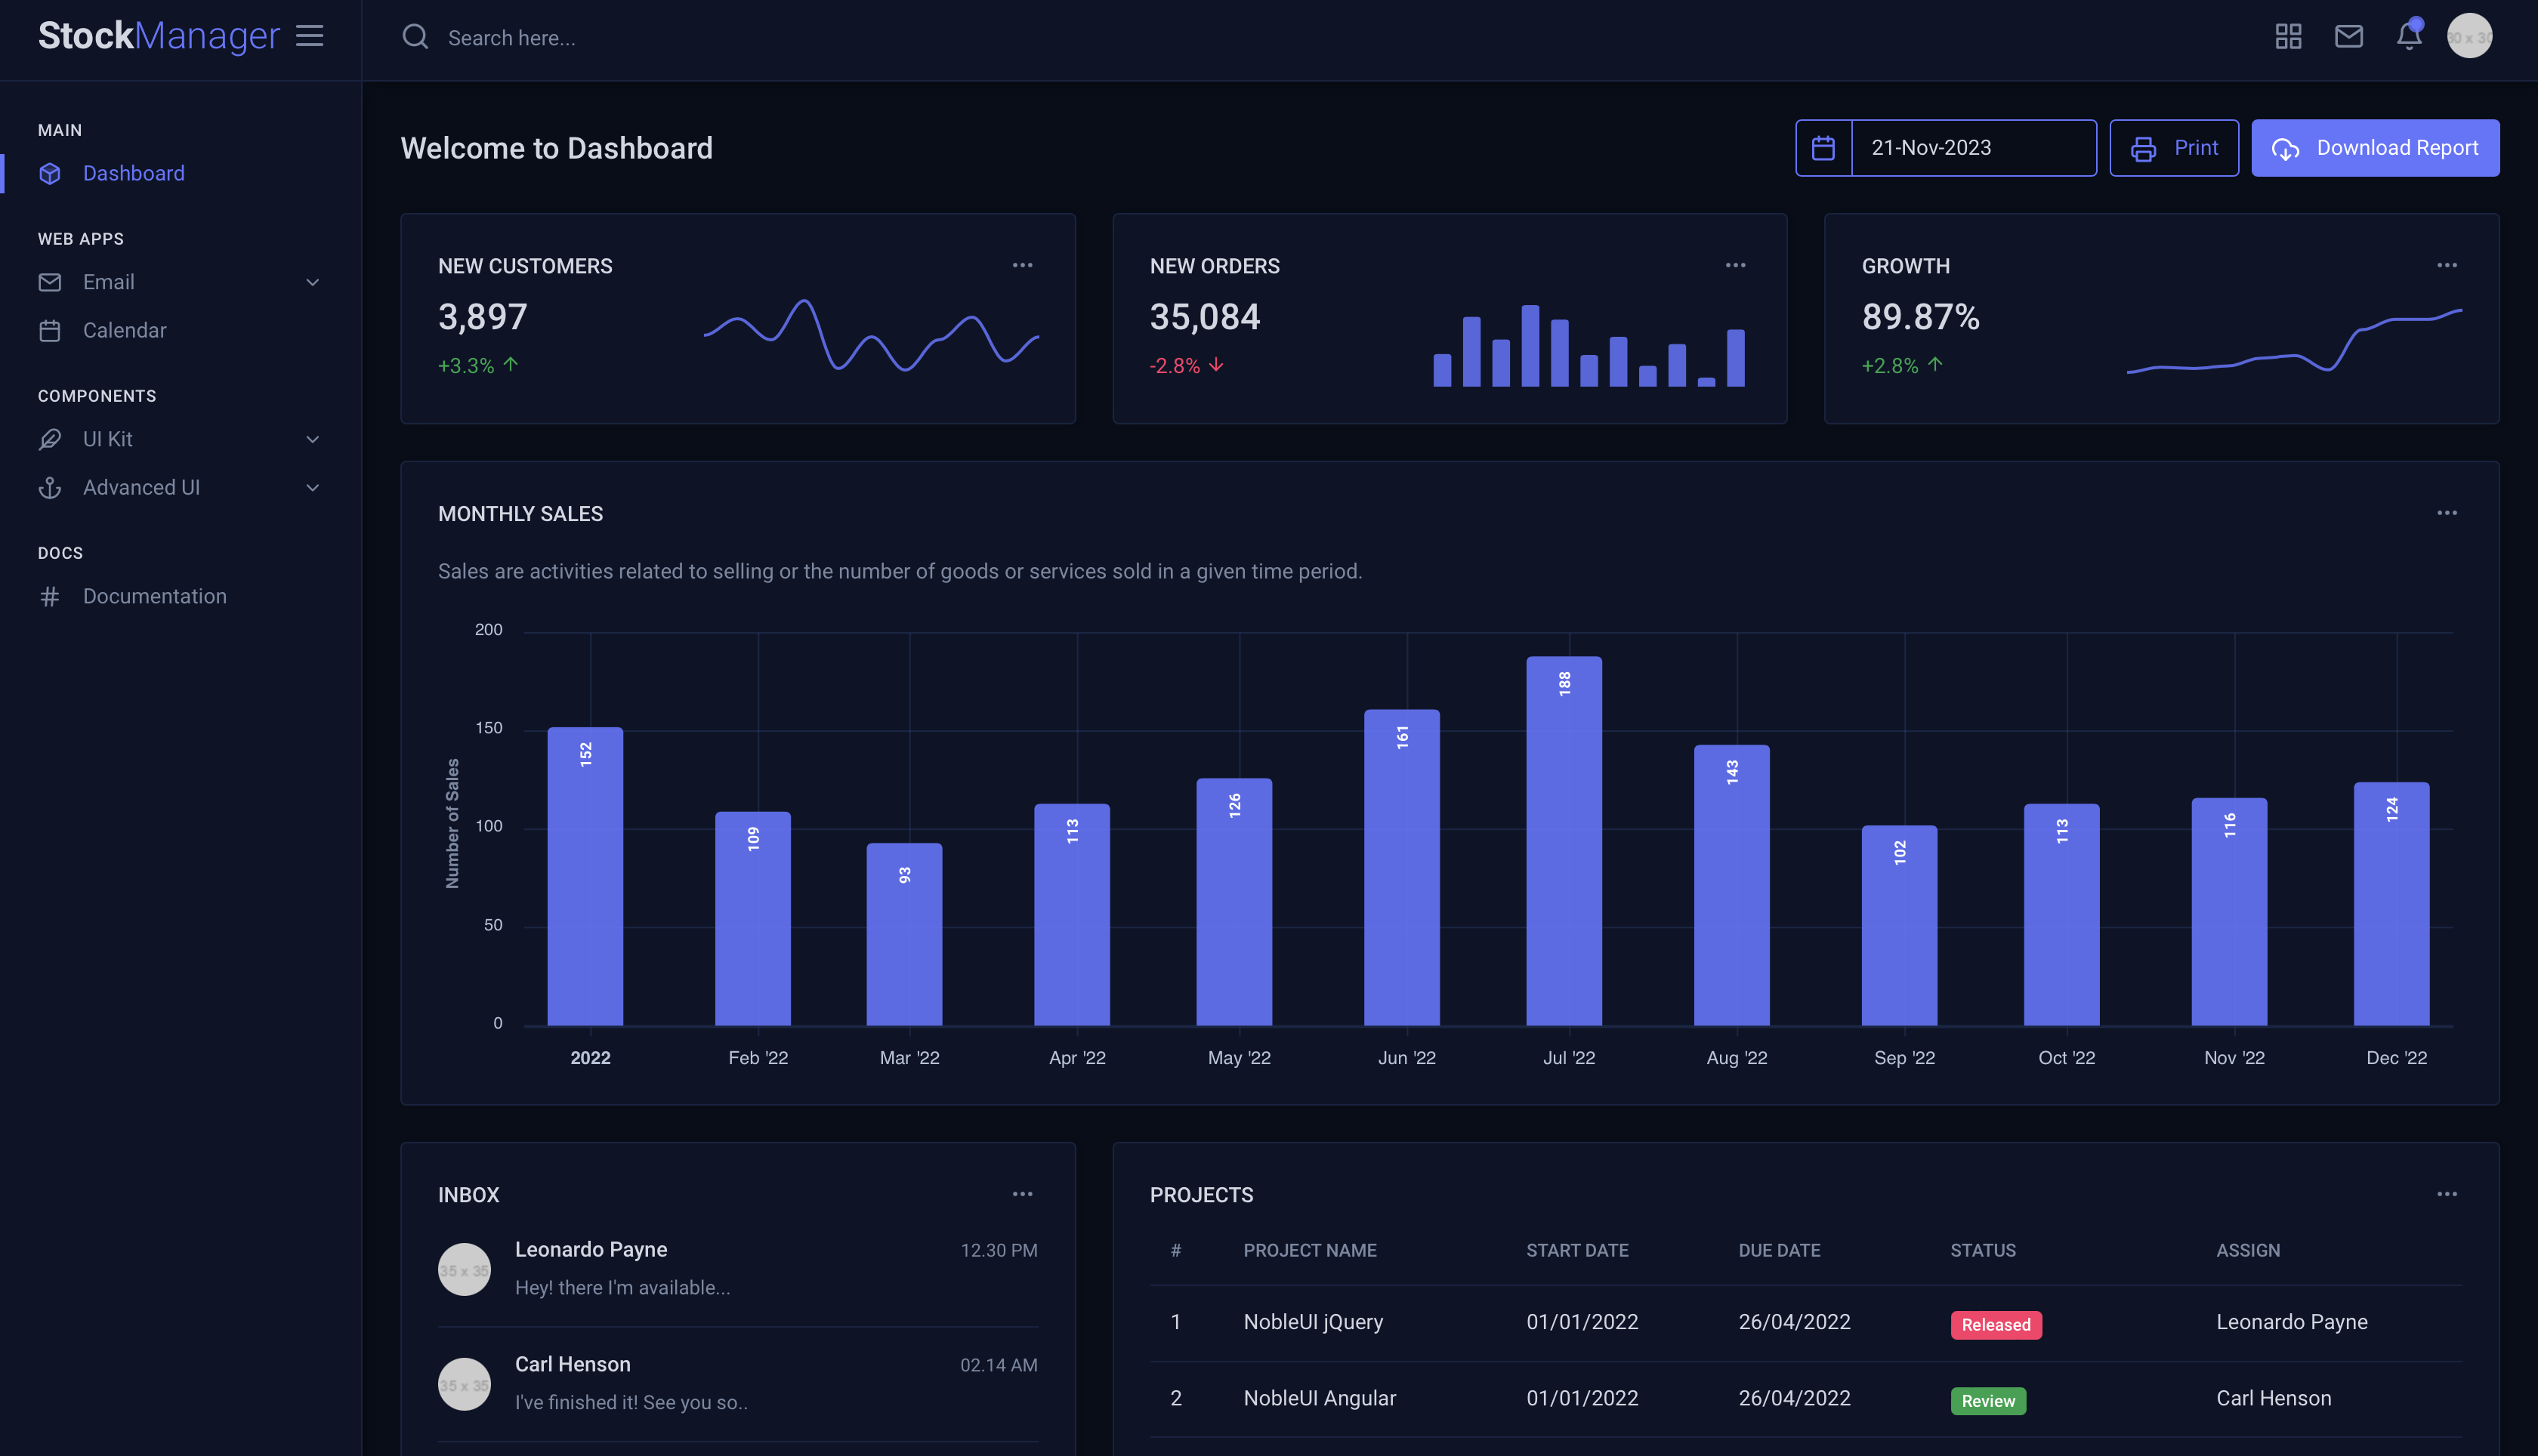 StockManager
Search here...
30 x 30
MAIN
Dashboard
WEB APPS
Email
Calendar
COMPONENTS
UI Kit
Advanced UI
DOCS
Documentation
Welcome to Dashboard
21-Nov-2023
Print
Download Report
NEW CUSTOMERS
3,897
+3.3%
NEW ORDERS
35,084
-2.8%
GROWTH
89.87%
+2.8%
MONTHLY SALES
Sales are activities related to selling or the number of goods or services sold in a given time period.
Number of Sales
200
150
100
50
0
152
109
93
113
126
161
188
143
102
113
116
124
2022 Feb '22 Mar '22 Apr '22 May '22 Jun '22 Jul '22 Aug '22 Sep '22 Oct '22 Nov '22 Dec '22
INBOX
35 x 35
Leonardo Payne 12.30 PM
Hey! there I'm available...
35 x 35
Carl Henson 02.14 AM
I've finished it! See you so..
PROJECTS
# PROJECT NAME START DATE DUE DATE STATUS ASSIGN
1 NobleUI jQuery 01/01/2022 26/04/2022 Released Leonardo Payne
2 NobleUI Angular 01/01/2022 26/04/2022 Review Carl Henson